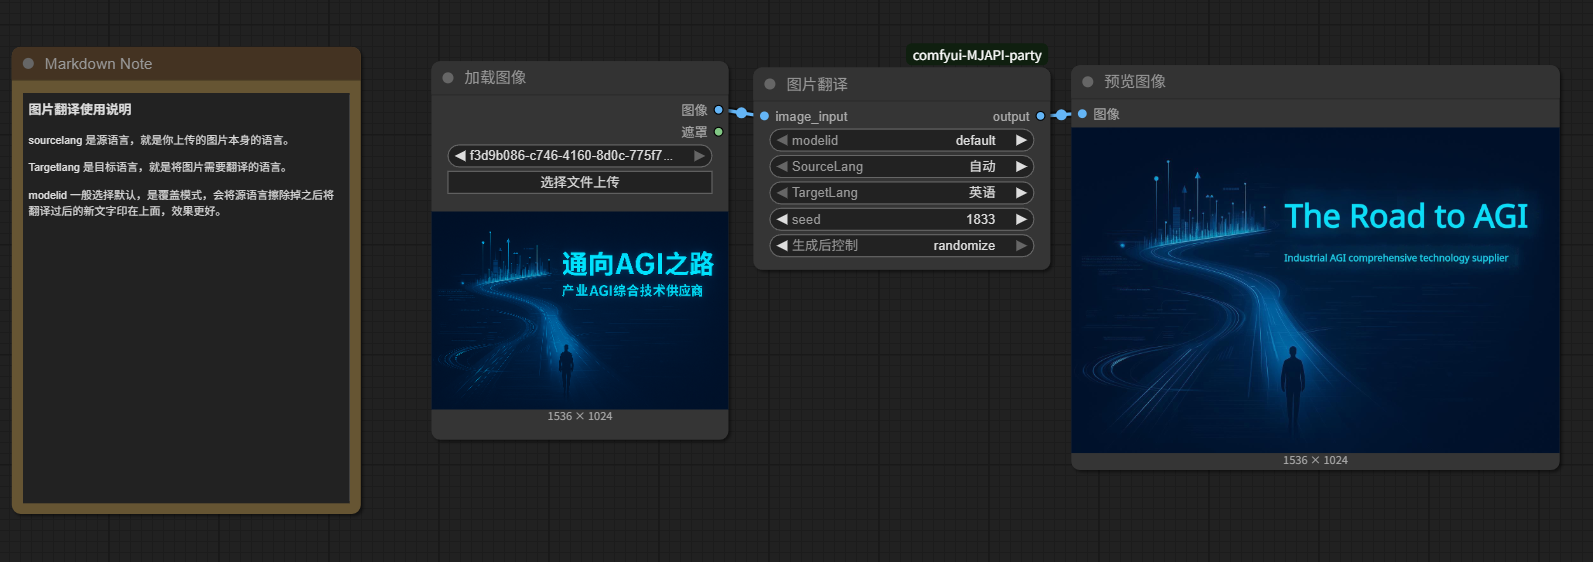 Markdown Note
图片翻译使用说明
sourcelang 是源语言，就是你上传的图片本身的语言。
Targetlang 是目标语言，就是将图片需要翻译的语言。
modelid 一般选择默认，是覆盖模式，会将源语言擦除掉之后将
翻译过后的新文字印在上面，效果更好。
加载图像
图像
遮罩
f3d9b086-c746-4160-8d0c-775f7...
选择文件上传
通向AGI之路
产业AGI综合技术供应商
1536 × 1024
comfyui-MJAPI-party
图片翻译
image_input output
modelid default
SourceLang 自动
TargetLang 英语
seed 1833
生成后控制 randomize
预览图像
图像
The Road to AGI
Industrial AGI comprehensive technology supplier
1536 × 1024